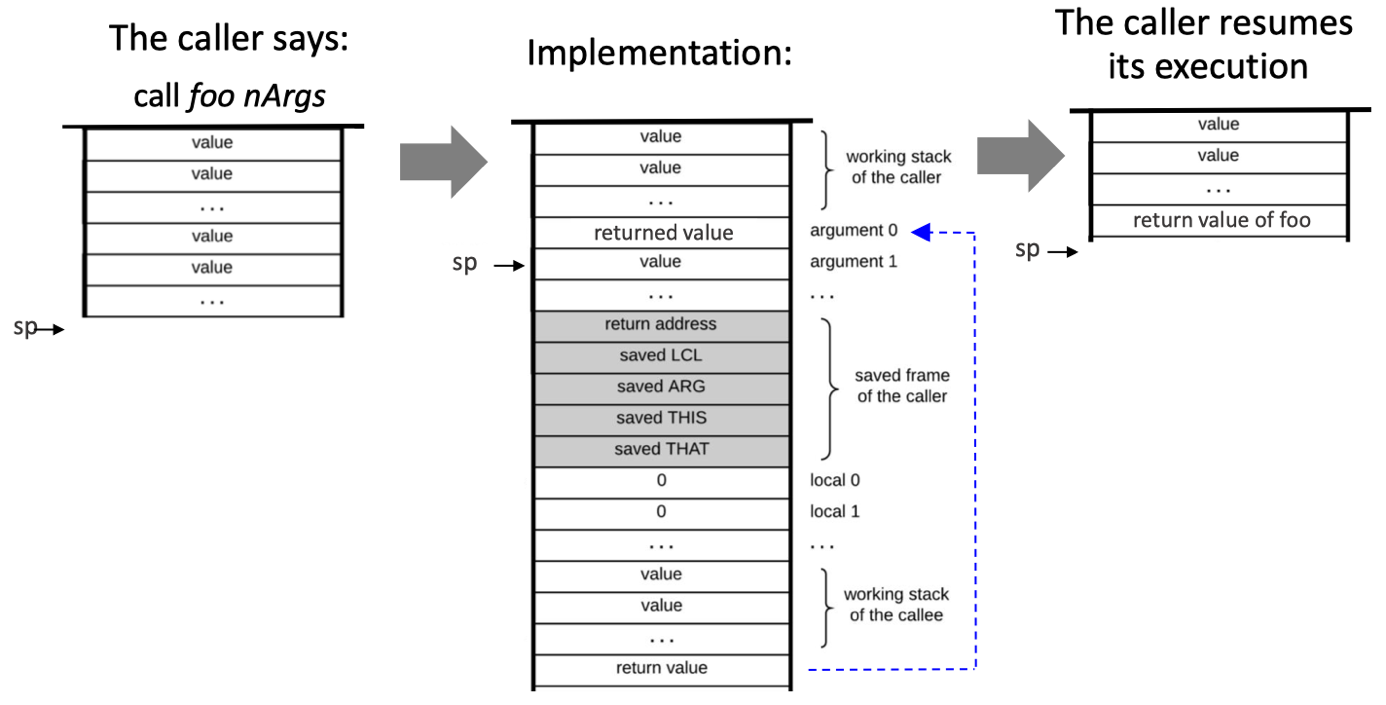 The caller says:
call foo nArgs
value
value
...
value
value
...
sp
Implementation:
value
value
...
returned value
value
...
return address
saved LCL
saved ARG
saved THIS
saved THAT
0
0
...
value
value
...
return value
sp
working stack
of the caller
argument 0
argument 1
...
saved frame
of the caller
local 0
local 1
...
working stack
of the callee
The caller resumes
its execution
value
value
...
return value of foo
sp